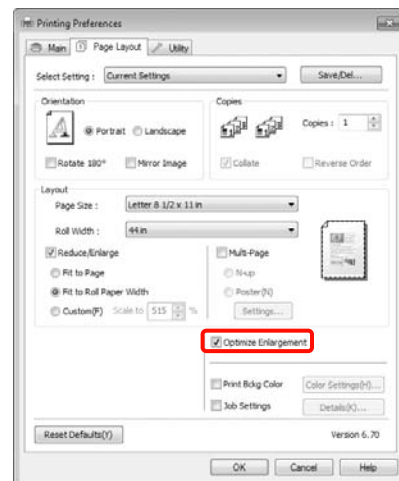 Printing Preferences
Main Page Layout Utility
Select Setting : Current Settings Save/Del...
Orientation Copies
Portrait Landscape Copies : 1
Rotate 180° Mirror Image Collate Reverse Order
Layout
Page Size : Letter 8 1/2 x 11 in
Roll Width : 44 in
Reduce/Enlarge Multi-Page
Fit to Page N-up
Fit to Roll Paper Width Poster(N)
Custom(F) Scale to 515 % Settings...
Optimize Enlargement
Print Bckg Color Color Settings(H)...
Job Settings Details(K)...
Reset Defaults(Y) Version 6.70
OK Cancel Help